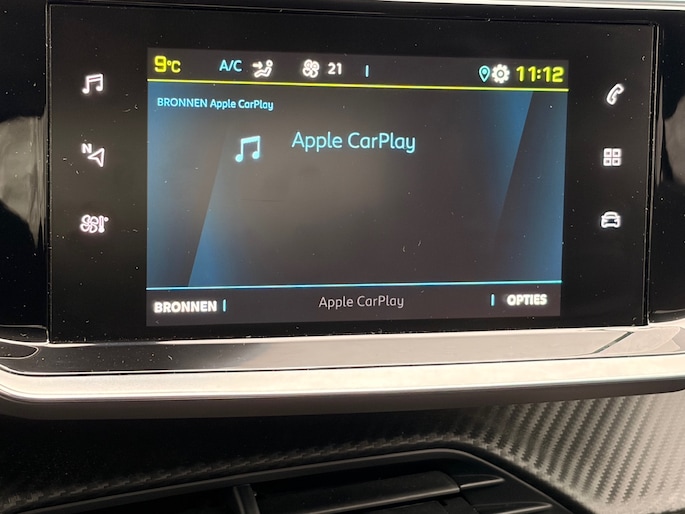 9°C A/C 21 11:12
BRONNEN Apple CarPlay
Apple CarPlay
N
BRONNEN Apple CarPlay OPTIES